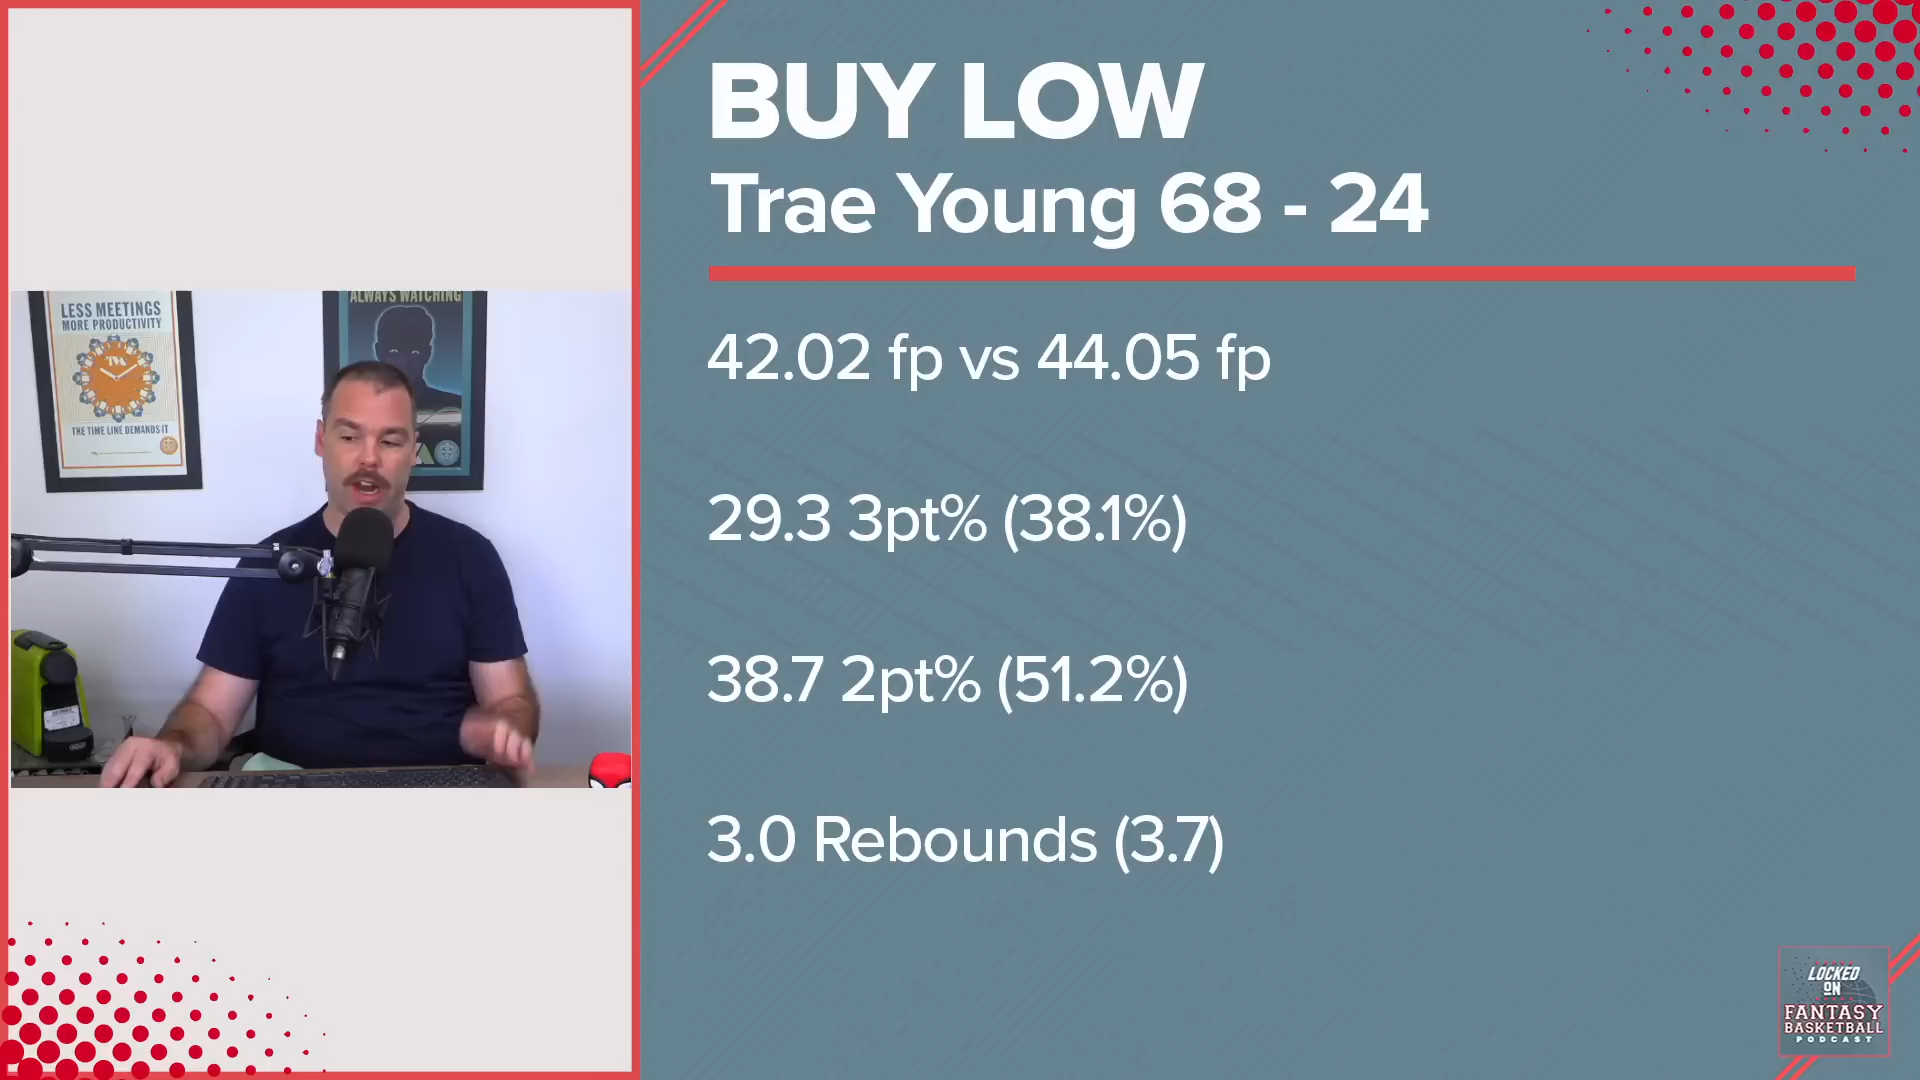 BUY LOW
Trae Young 68 - 24
42.02 fp vs 44.05 fp
29.3 3pt% (38.1%)
38.7 2pt% (51.2%)
3.0 Rebounds (3.7)
LESS MEETINGS
MORE PRODUCTIVITY
THE TIME LINE DEMANDS IT
ALWAYS WATCHING
LOCKED
ON
FANTASY
BASKETBALL
PODCAST